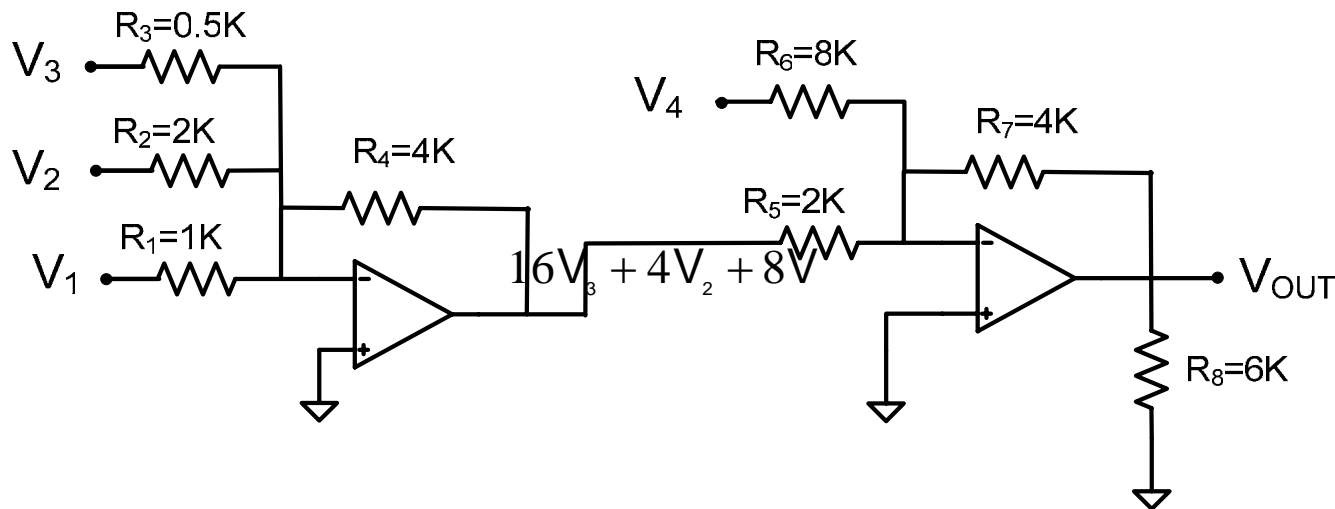 R₃=0.5K
V₃
R₂=2K
V₂
R₁=1K
V₁
R₄=4K
16V₃ + 4V₂ + 8V
R₆=8K
V₄
R₇=4K
R₅=2K
V_OUT
R₈=6K